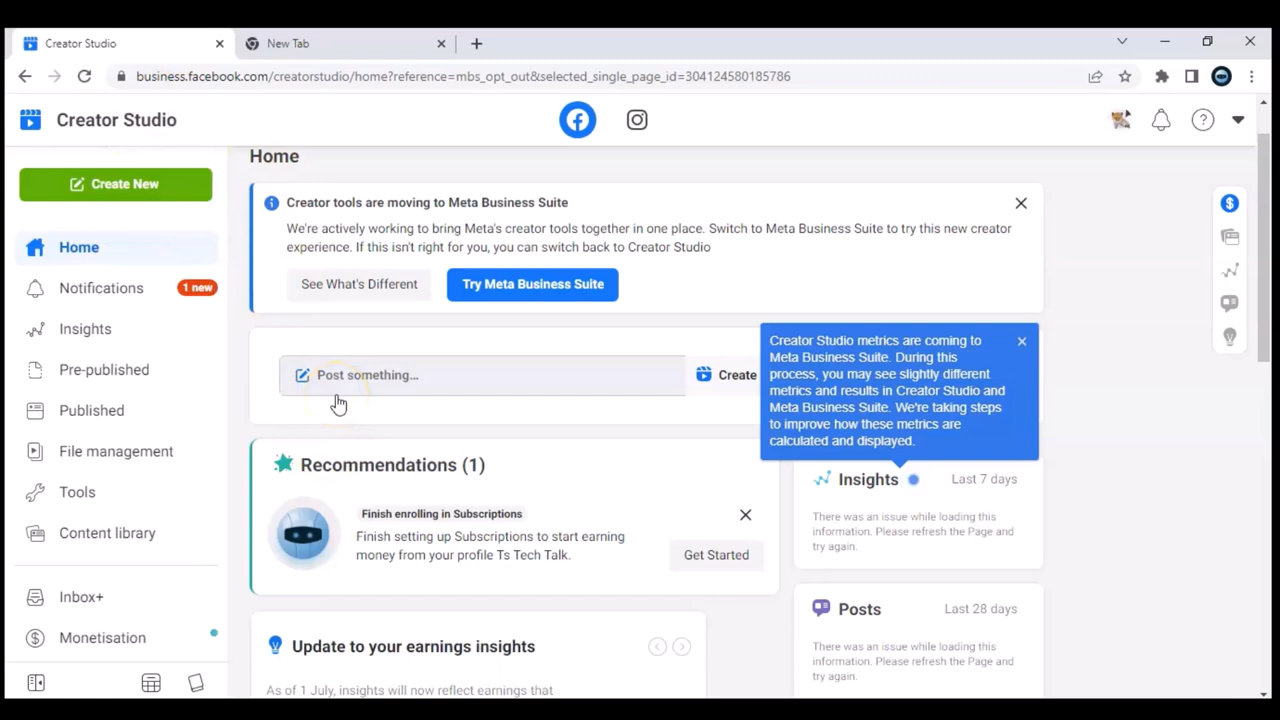 Creator Studio
New Tab
business.facebook.com/creatorstudio/home?reference=mbs_opt_out&selected_single_page_id=304124580185786
Creator Studio
Create New
Home
Notifications
1 new
Insights
Pre-published
Published
File management
Tools
Content library
Inbox+
Monetisation
Home
Creator tools are moving to Meta Business Suite
We're actively working to bring Meta's creator tools together in one place. Switch to Meta Business Suite to try this new creator
experience. If this isn't right for you, you can switch back to Creator Studio
See What's Different
Try Meta Business Suite
Post something...
Create
Creator Studio metrics are coming to
Meta Business Suite. During this
process, you may see slightly different
metrics and results in Creator Studio and
Meta Business Suite. We're taking steps
to improve how these metrics are
calculated and displayed.
Recommendations (1)
Finish enrolling in Subscriptions
Finish setting up Subscriptions to start earning
money from your profile Ts Tech Talk.
Get Started
Update to your earnings insights
As of 1 July, insights will now reflect earnings that
Insights
Last 7 days
There was an issue while loading this
information. Please refresh the Page and
try again.
Posts
Last 28 days
There was an issue while loading this
information. Please refresh the Page and
try again.